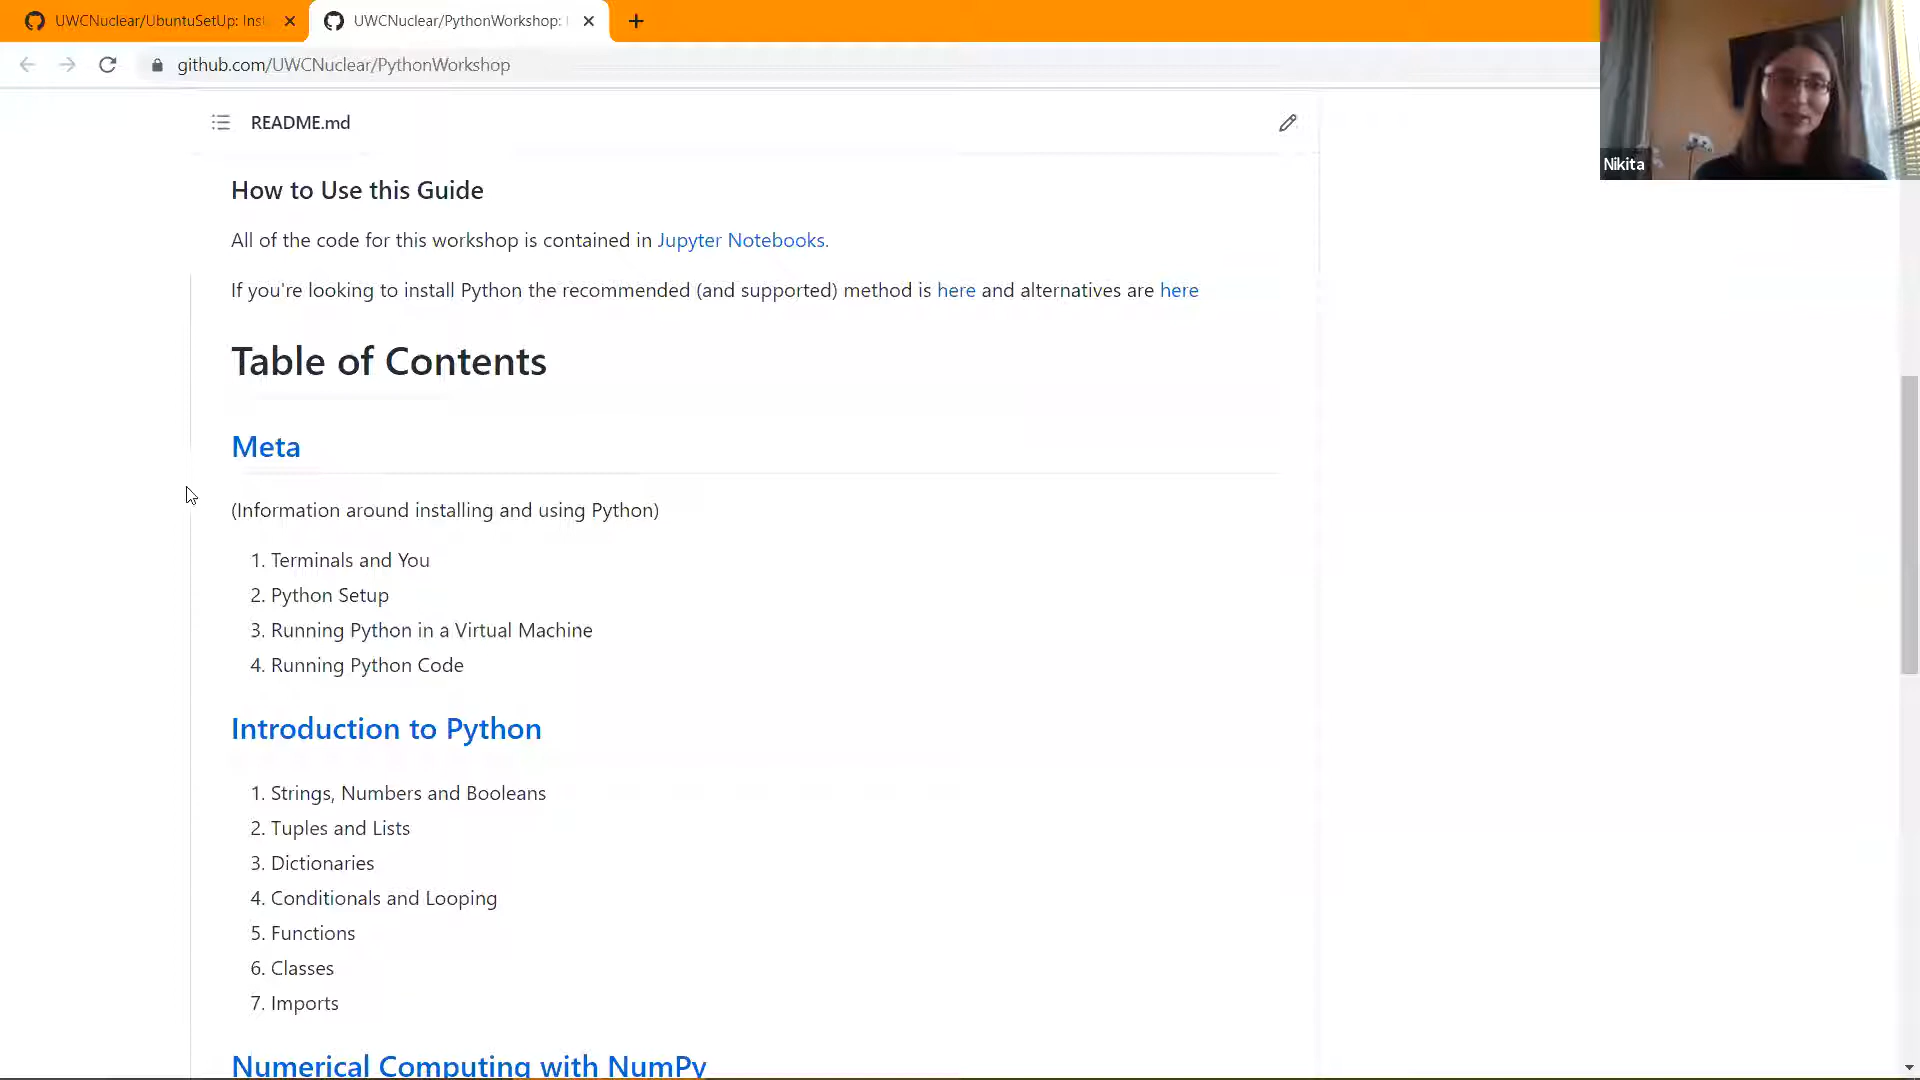 UWCNuclear/UbuntuSetUp: Inst
UWCNuclear/PythonWorkshop: I
github.com/UWCNuclear/PythonWorkshop
Nikita
README.md
How to Use this Guide
All of the code for this workshop is contained in Jupyter Notebooks.
If you're looking to install Python the recommended (and supported) method is here and alternatives are here
Table of Contents
Meta
(Information around installing and using Python)
1. Terminals and You
2. Python Setup
3. Running Python in a Virtual Machine
4. Running Python Code
Introduction to Python
1. Strings, Numbers and Booleans
2. Tuples and Lists
3. Dictionaries
4. Conditionals and Looping
5. Functions
6. Classes
7. Imports
Numerical Computing with NumPy